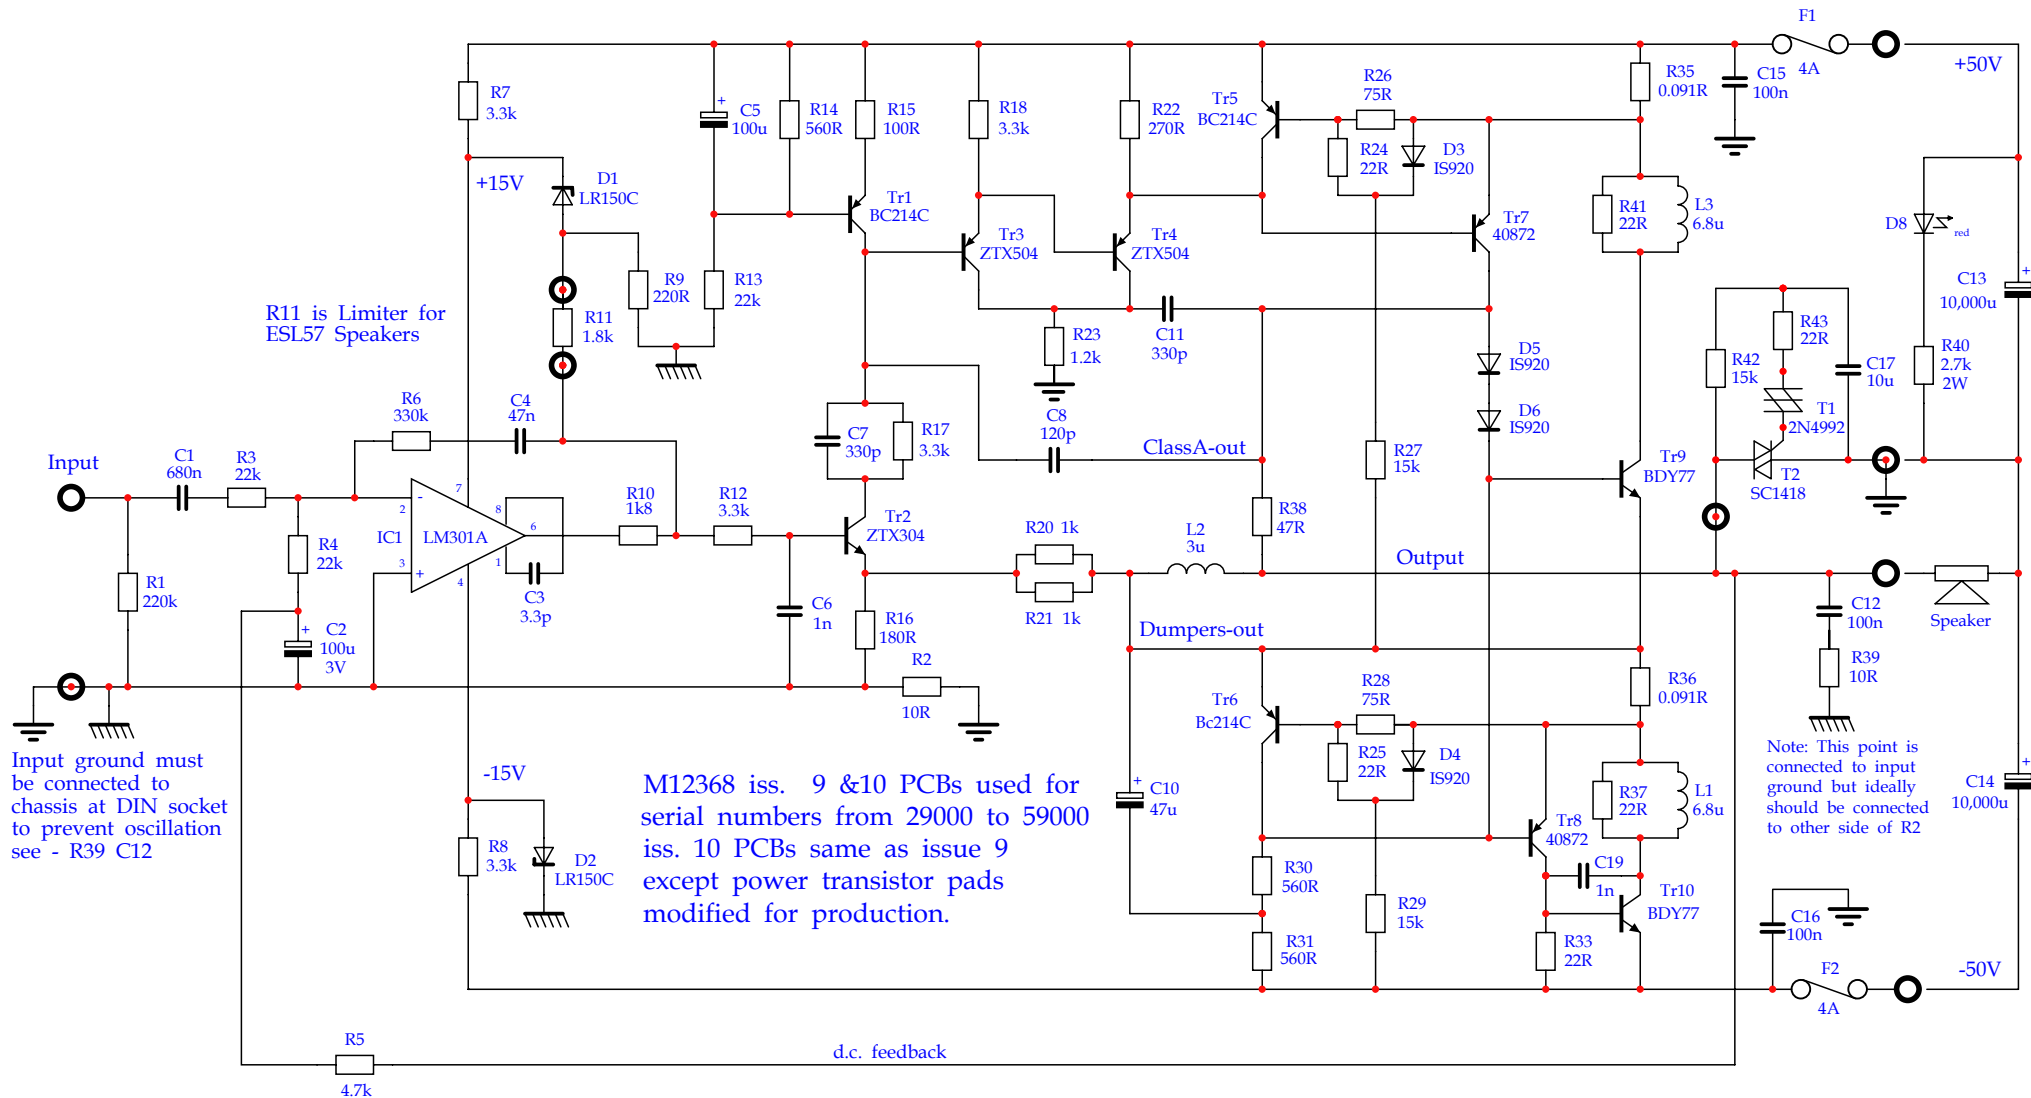 F1
4A
+50V
R7
3.3k
C5
+
100u
R14
560R
R15
100R
R18
3.3k
R22
270R
Tr5
BC214C
R26
75R
R24
22R
D3
IS920
R35
0.091R
C15
100n
+15V
D1
LR150C
Tr1
BC214C
Tr3
ZTX504
Tr4
ZTX504
Tr7
40872
R41
22R
L3
6.8u
D8
red
C13
+
10,000u
R9
220R
R13
22k
R11 is Limiter for
ESL57 Speakers
R11
1.8k
R23
1.2k
C11
330p
D5
IS920
R43
22R
R42
15k
C17
10u
R40
2.7k
2W
R6
330k
C4
47n
C7
330p
R17
3.3k
C8
120p
ClassA-out
D6
IS920
T1
2N4992
Input
C1
680n
R3
22k
R27
15k
Tr9
BDY77
T2
SC1418
7
-
2
8
6
IC1
LM301A
3
+
1
4
R10
1k8
R12
3.3k
Tr2
ZTX304
R38
47R
R4
22k
R20 1k
L2
3u
Output
R1
220k
C3
3.3p
C6
1n
R16
180R
R21 1k
C12
100n
Speaker
C2
+
100u
3V
R2
10R
Dumpers-out
R39
10R
Tr6
Bc214C
R28
75R
R36
0.091R
Input ground must
be connected to
chassis at DIN socket
to prevent oscillation
see - R39 C12
Note: This point is
connected to input
ground but ideally
should be connected
to other side of R2
-15V
R25
22R
D4
IS920
C10
+
47u
R37
22R
L1
6.8u
C14
+
10,000u
M12368 iss. 9 &10 PCBs used for
serial numbers from 29000 to 59000
iss. 10 PCBs same as issue 9
except power transistor pads
modified for production.
R8
3.3k
D2
LR150C
R30
560R
Tr8
40872
C19
1n
R29
15k
Tr10
BDY77
R31
560R
R33
22R
C16
100n
F2
4A
-50V
R5
4.7k
d.c. feedback